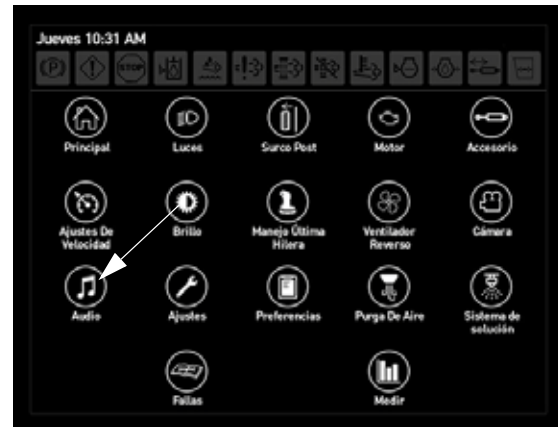 Jueves 10:31 AM
(P) STOP
Principal Luces Surco Post Motor Accesorio
Ajustes De Velocidad Brillo Manejo Última Hilera Ventilador Reverso Cámara
Audio Ajustes Preferencias Purga De Aire Sistema de solución
Fallas Medir